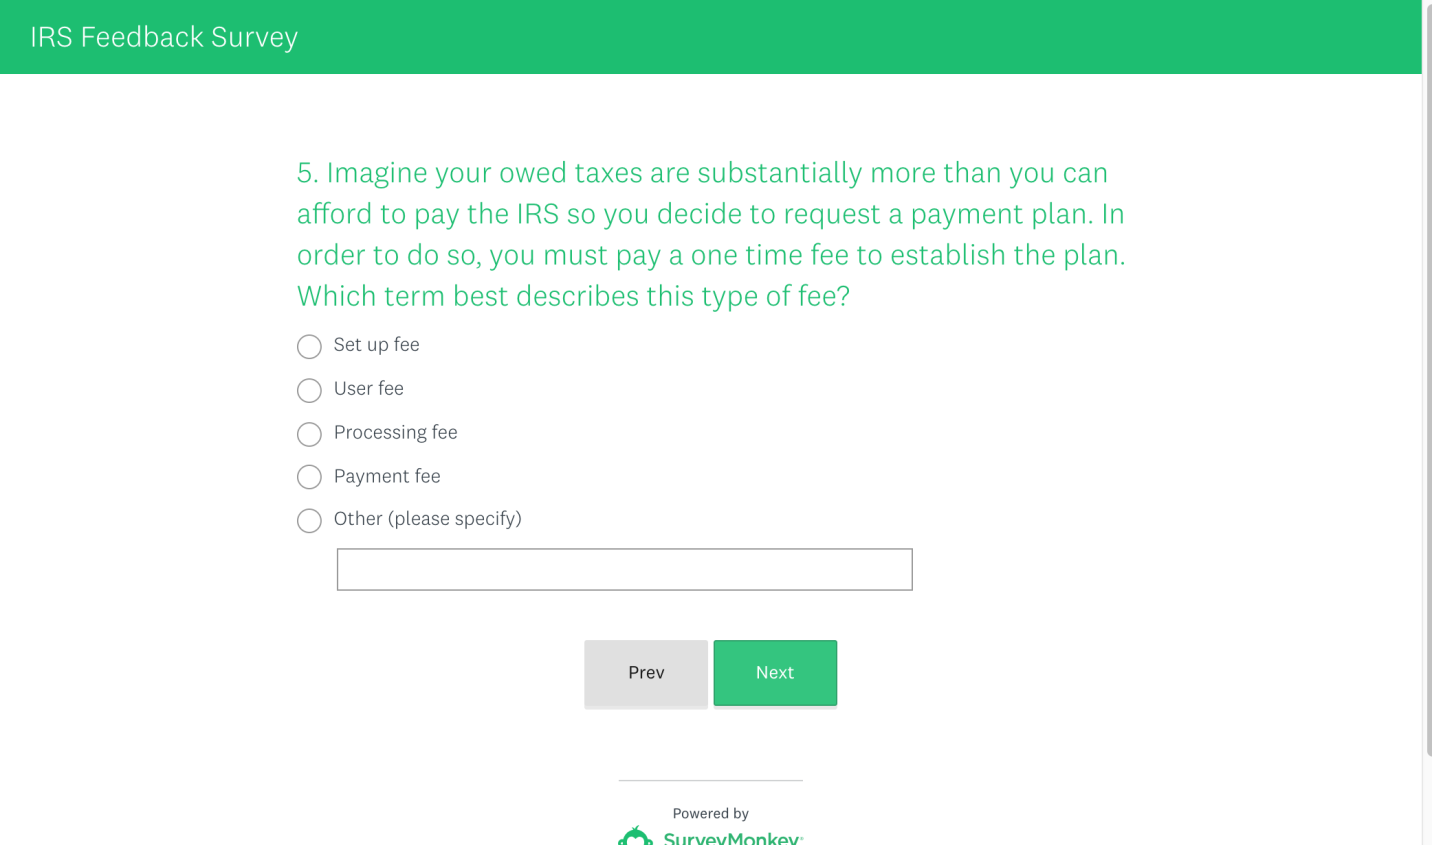 IRS Feedback Survey
5. Imagine your owed taxes are substantially more than you can
afford to pay the IRS so you decide to request a payment plan. In
order to do so, you must pay a one time fee to establish the plan.
Which term best describes this type of fee?
Set up fee
User fee
Processing fee
Payment fee
Other (please specify)
Prev
Next
Powered by
SurveyMonkey